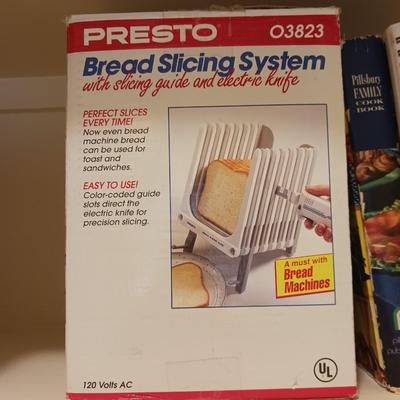 PRESTO 03823
Bread Slicing System
with slicing guide and electric knife
PERFECT SLICES
EVERY TIME!
Now even bread
machine bread
can be used for
toast and
sandwiches.
EASY TO USE!
Color-coded guide
slots direct the
electric knife for
precision slicing.
A must with
Bread
Machines
120 Volts AC
UL
Pillsbury
FAMILY
COOK
BOOK